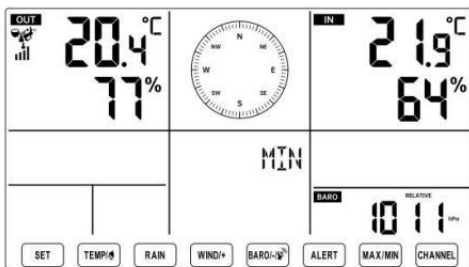 OUT 20.4 °C
77%
IN 21.9 °C
64%
N
NW NE
W E
SW SE
S
MIN
BARO RELATIVE
1011 hPa
SET TEMP/ RAIN WIND/+ BARO/-/ ALERT MAX/MIN CHANNEL